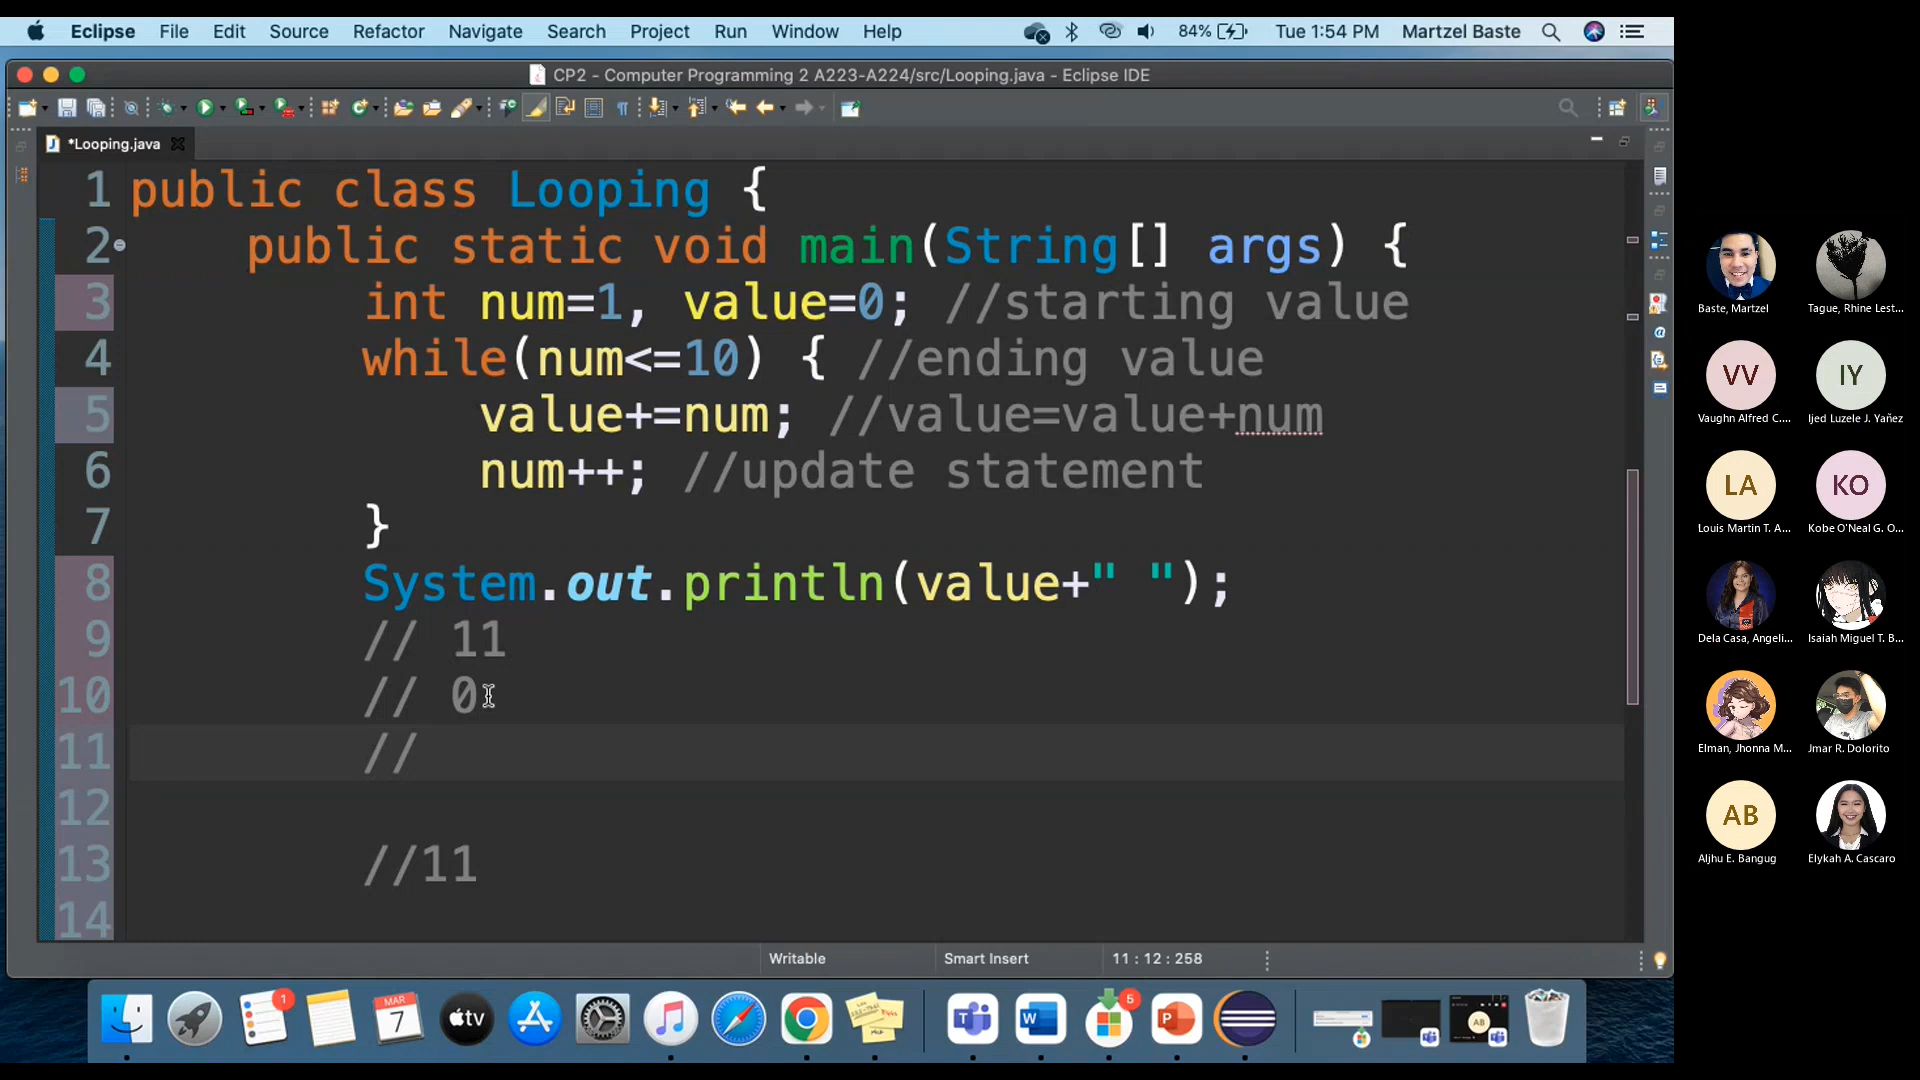 Eclipse File Edit Source Refactor Navigate Search Project Run Window Help 84% Tue 1:54 PM Martzel Baste
CP2 - Computer Programming 2 A223-A224/src/Looping.java - Eclipse IDE
*Looping.java
1 public class Looping {
2 public static void main(String[] args) {
3 int num=1, value=0; //starting value
4 while(num<=10) { //ending value
5 value+=num; //value=value+num
6 num++; //update statement
7 }
8 System.out.println(value+" ");
9 // 11
10 // 0
11 //
12
13 //11
14
Writable Smart Insert 11 : 12 : 258
Baste, Martzel
Tague, Rhine Lest...
VV
IY
Vaughn Alfred C....
Ijed Luzele J. Yañez
LA
KO
Louis Martin T. A...
Kobe O'Neal G. O...
Dela Casa, Angeli...
Isaiah Miguel T. B...
Elman, Jhonna M...
Jmar R. Dolorito
AB
Aljhu E. Bangug
Elykah A. Cascaro
1
MAR
7
tv
T
W
6
P
AB